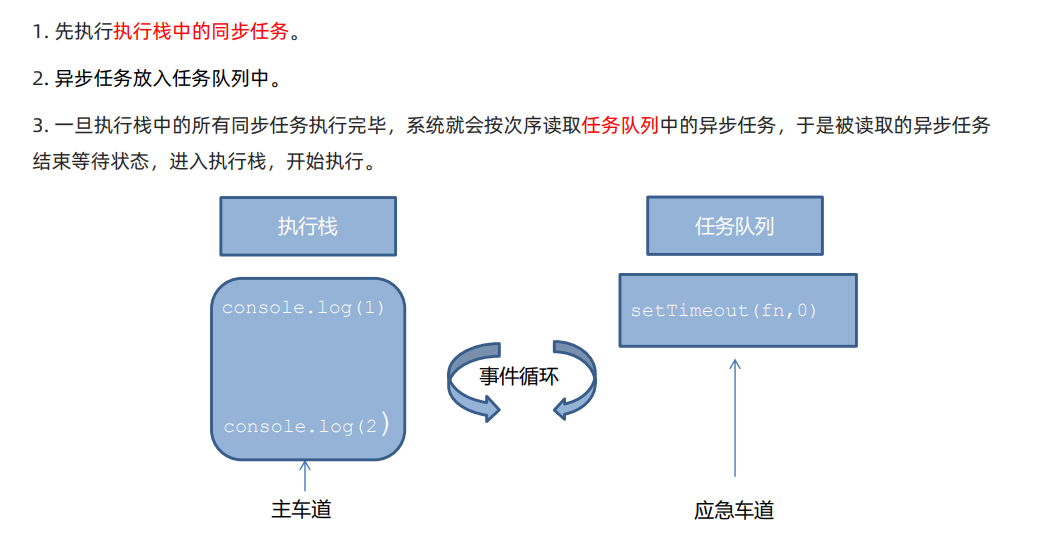 1. 先执行执行栈中的同步任务。
2. 异步任务放入任务队列中。
3. 一旦执行栈中的所有同步任务执行完毕，系统就会按次序读取任务队列中的异步任务，于是被读取的异步任务
结束等待状态，进入执行栈，开始执行。
执行栈
任务队列
console.log(1)
setTimeout(fn,0)
事件循环
console.log(2)
主车道
应急车道